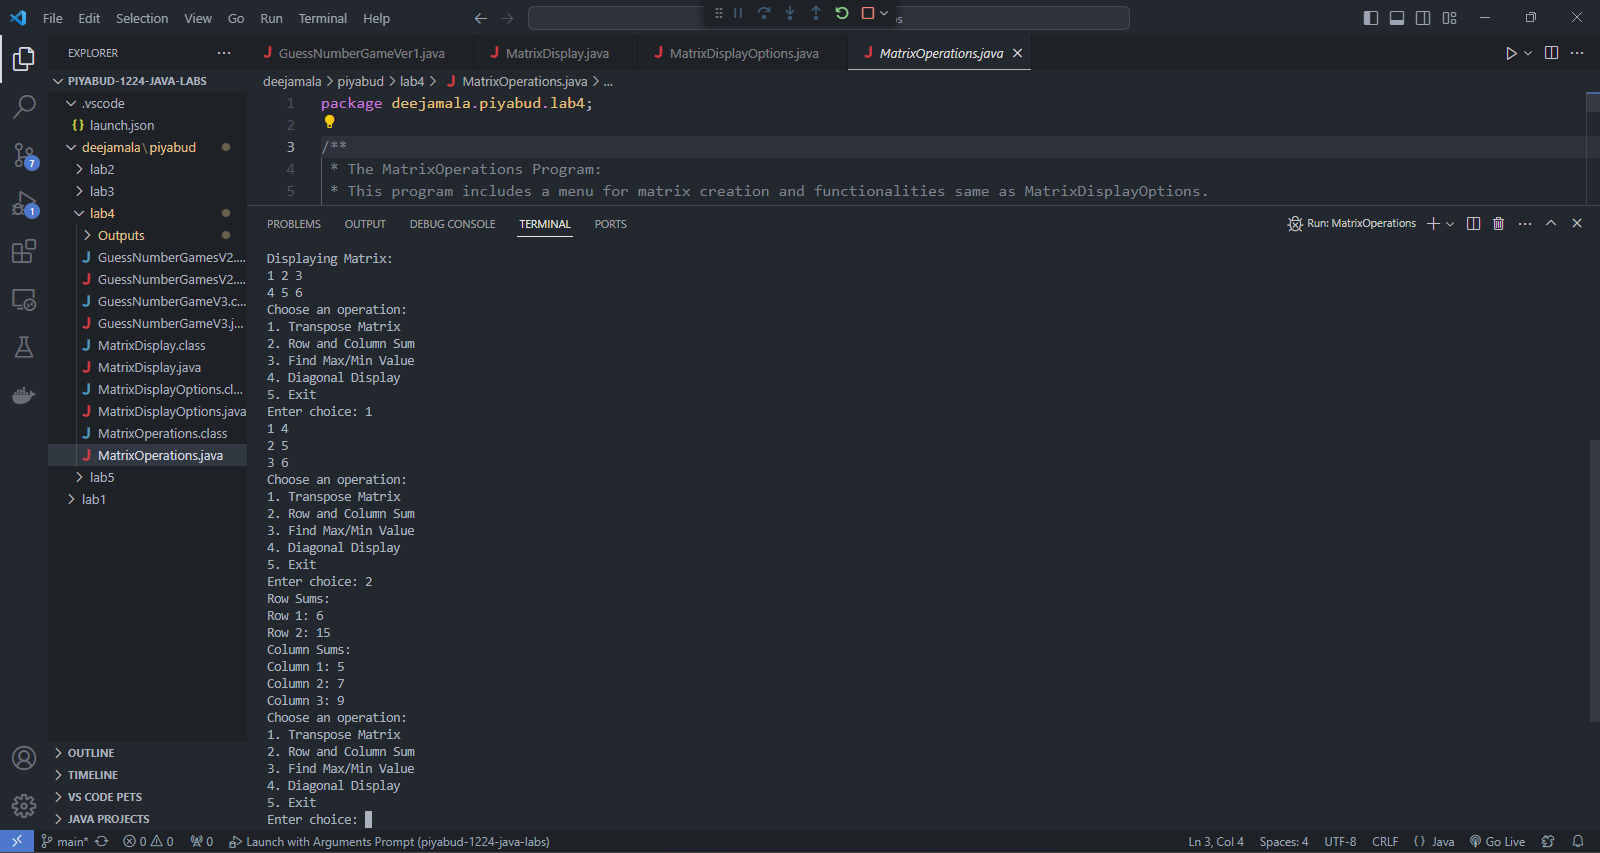 File Edit Selection View Go Run Terminal Help
EXPLORER
PIYABUD-1224-JAVA-LABS
.vscode
{} launch.json
deejamala\piyabud
lab2
lab3
lab4
Outputs
J GuessNumberGamesV2....
J GuessNumberGamesV2....
J GuessNumberGameV3.c...
J GuessNumberGameV3.j...
J MatrixDisplay.class
J MatrixDisplay.java
J MatrixDisplayOptions.cl...
J MatrixDisplayOptions.java
J MatrixOperations.class
J MatrixOperations.java
lab5
lab1
OUTLINE
TIMELINE
VS CODE PETS
JAVA PROJECTS
7
1
J GuessNumberGameVer1.java J MatrixDisplay.java J MatrixDisplayOptions.java J MatrixOperations.java
deejamala > piyabud > lab4 > J MatrixOperations.java > ...
1 package deejamala.piyabud.lab4;
2
3 /**
4 * The MatrixOperations Program:
5 * This program includes a menu for matrix creation and functionalities same as MatrixDisplayOptions.
PROBLEMS OUTPUT DEBUG CONSOLE TERMINAL PORTS
Run: MatrixOperations
Displaying Matrix:
1 2 3
4 5 6
Choose an operation:
1. Transpose Matrix
2. Row and Column Sum
3. Find Max/Min Value
4. Diagonal Display
5. Exit
Enter choice: 1
1 4
2 5
3 6
Choose an operation:
1. Transpose Matrix
2. Row and Column Sum
3. Find Max/Min Value
4. Diagonal Display
5. Exit
Enter choice: 2
Row Sums:
Row 1: 6
Row 2: 15
Column Sums:
Column 1: 5
Column 2: 7
Column 3: 9
Choose an operation:
1. Transpose Matrix
2. Row and Column Sum
3. Find Max/Min Value
4. Diagonal Display
5. Exit
Enter choice:
main* 0 0 0 Launch with Arguments Prompt (piyabud-1224-java-labs)
Ln 3, Col 4 Spaces: 4 UTF-8 CRLF {} Java Go Live